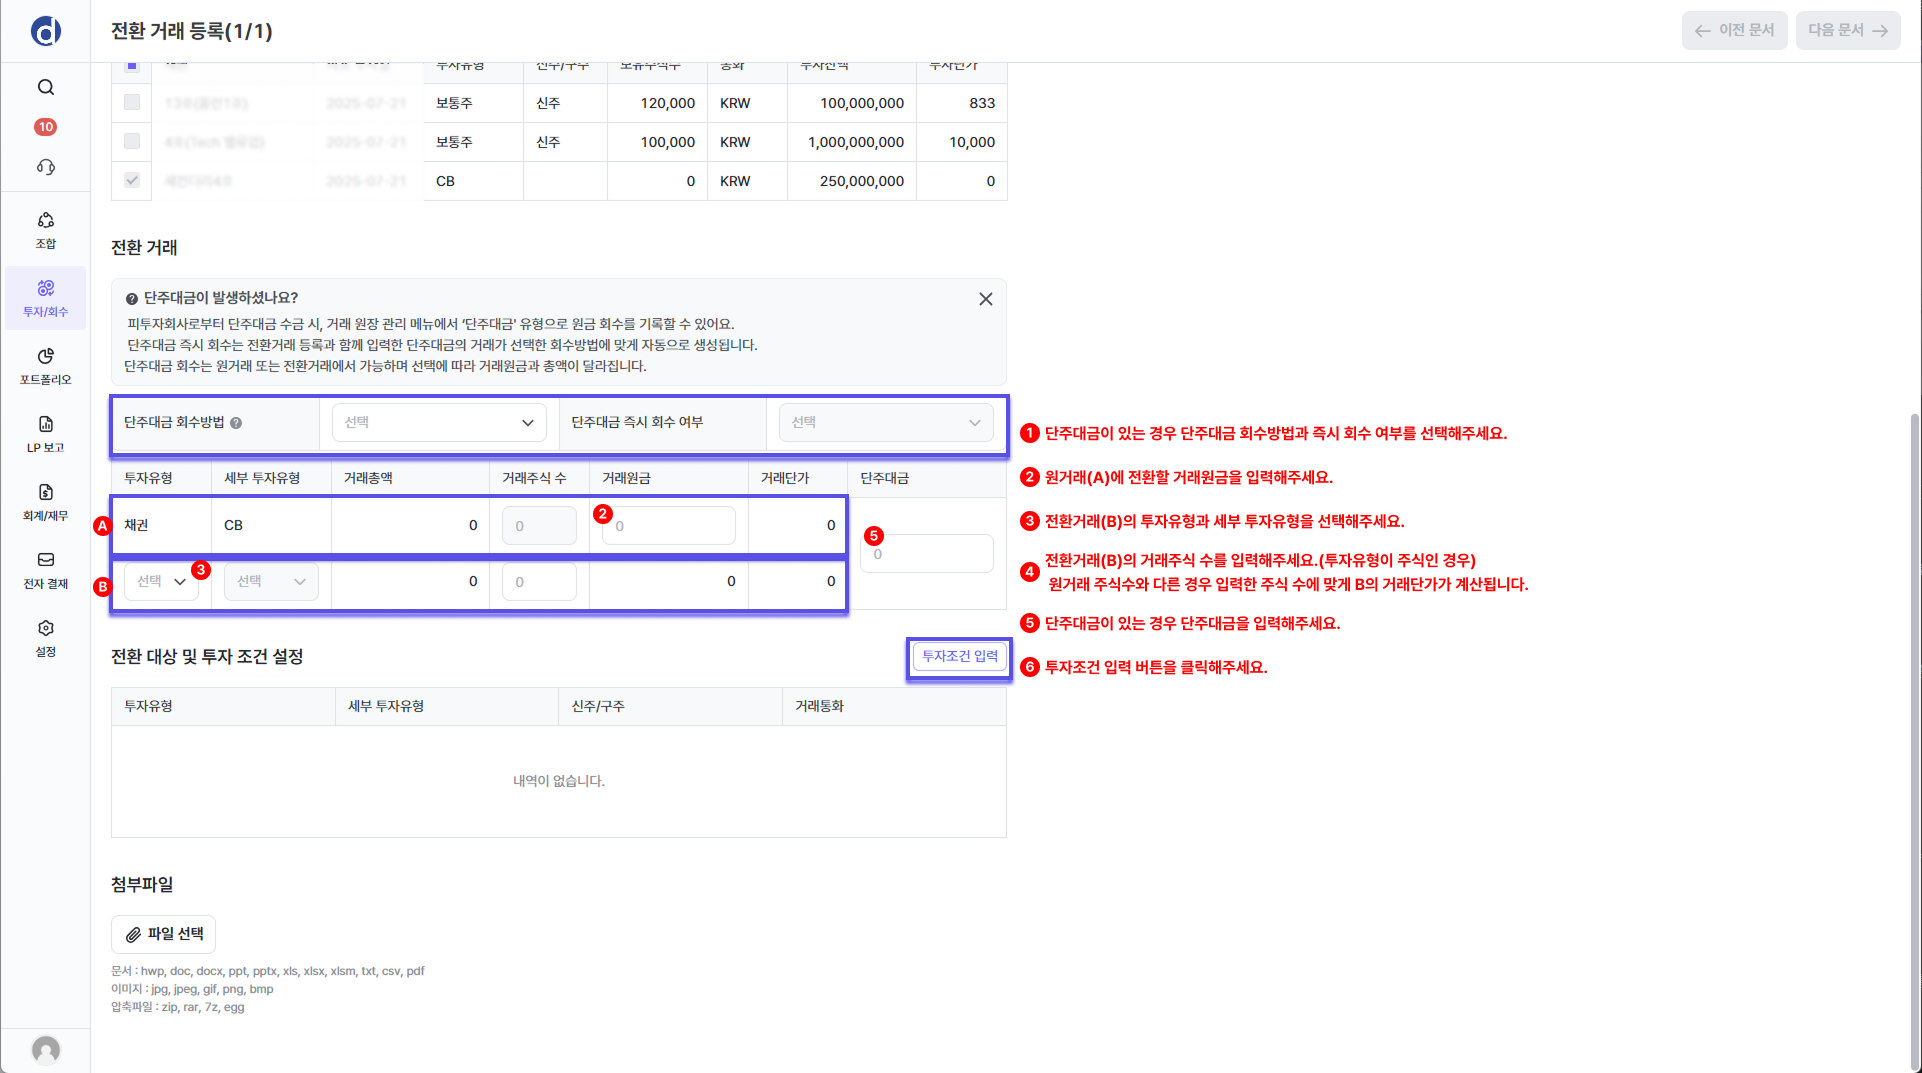 전환 거래 등록(1/1)
이전 문서
다음 문서
10
조합
투자/회수
포트폴리오
LP 보고
회계/재무
전자 결재
설정
투자유형 신주/구주 보유주식수 통화 투자잔액 투자단가
2025-07-21 보통주 신주 120,000 KRW 100,000,000 833
2025-07-21 보통주 신주 100,000 KRW 1,000,000,000 10,000
2025-07-21 CB 0 KRW 250,000,000 0
전환 거래
단주대금이 발생하셨나요?
피투자회사로부터 단주대금 수금 시, 거래 원장 관리 메뉴에서 ‘단주대금’ 유형으로 원금 회수를 기록할 수 있어요.
단주대금 즉시 회수는 전환거래 등록과 함께 입력한 단주대금의 거래가 선택한 회수방법에 맞게 자동으로 생성됩니다.
단주대금 회수는 원거래 또는 전환거래에서 가능하며 선택에 따라 거래원금과 총액이 달라집니다.
단주대금 회수방법 선택 단주대금 즉시 회수 여부 선택
1 단주대금이 있는 경우 단주대금 회수방법과 즉시 회수 여부를 선택해주세요.
투자유형 세부 투자유형 거래총액 거래주식 수 거래원금 거래단가 단주대금
2 원거래(A)에 전환할 거래원금을 입력해주세요.
A 채권 CB 0 0 2 0 0
5 0
3 전환거래(B)의 투자유형과 세부 투자유형을 선택해주세요.
B 선택 3 선택 0 0 0 0
4 전환거래(B)의 거래주식 수를 입력해주세요.(투자유형이 주식인 경우)
원거래 주식수와 다른 경우 입력한 주식 수에 맞게 B의 거래단가가 계산됩니다.
5 단주대금이 있는 경우 단주대금을 입력해주세요.
전환 대상 및 투자 조건 설정
투자조건 입력
6 투자조건 입력 버튼을 클릭해주세요.
투자유형 세부 투자유형 신주/구주 거래통화
내역이 없습니다.
첨부파일
파일 선택
문서 : hwp, doc, docx, ppt, pptx, xls, xlsx, xlsm, txt, csv, pdf
이미지 : jpg, jpeg, gif, png, bmp
압축파일 : zip, rar, 7z, egg